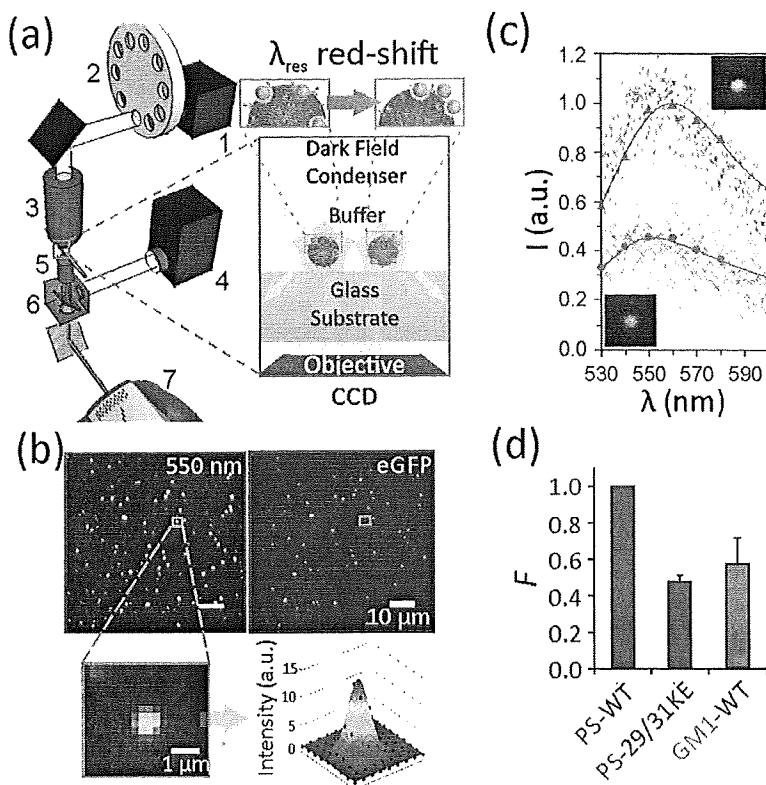 (a)
λres red-shift
1
2
3
4
5
6
7
Dark Field
Condenser
Buffer
Glass
Substrate
Objective
CCD
(b)
550 nm
eGFP
10 µm
1 µm
Intensity (a.u.)
15
10
5
0
(c)
I (a.u.)
1.2
1.0
0.8
0.6
0.4
0.2
0.0
530 550 570 590
λ (nm)
(d)
F
1.0
0.8
0.6
0.4
0.2
0.0
PS-WT
PS-29/31KE
GM1-WT